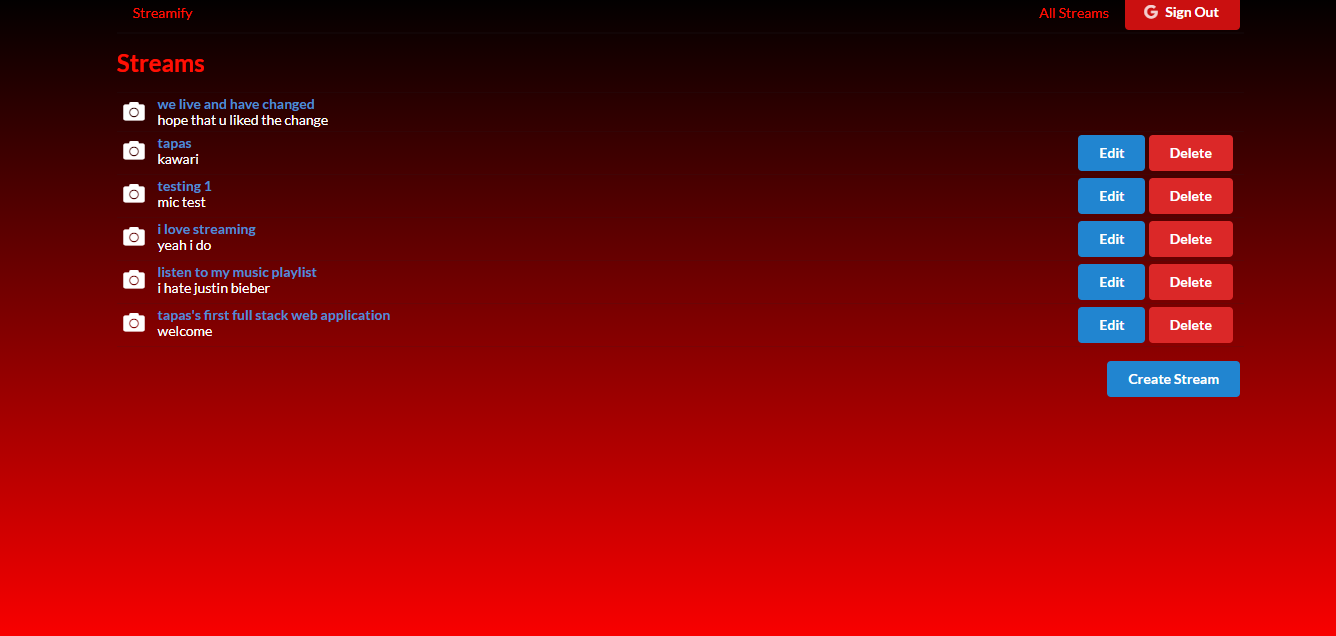 Streamify
All Streams
Sign Out
Streams
we live and have changed
hope that u liked the change
tapas
kawari
Edit
Delete
testing 1
mic test
Edit
Delete
i love streaming
yeah i do
Edit
Delete
listen to my music playlist
i hate justin bieber
Edit
Delete
tapas's first full stack web application
welcome
Edit
Delete
Create Stream